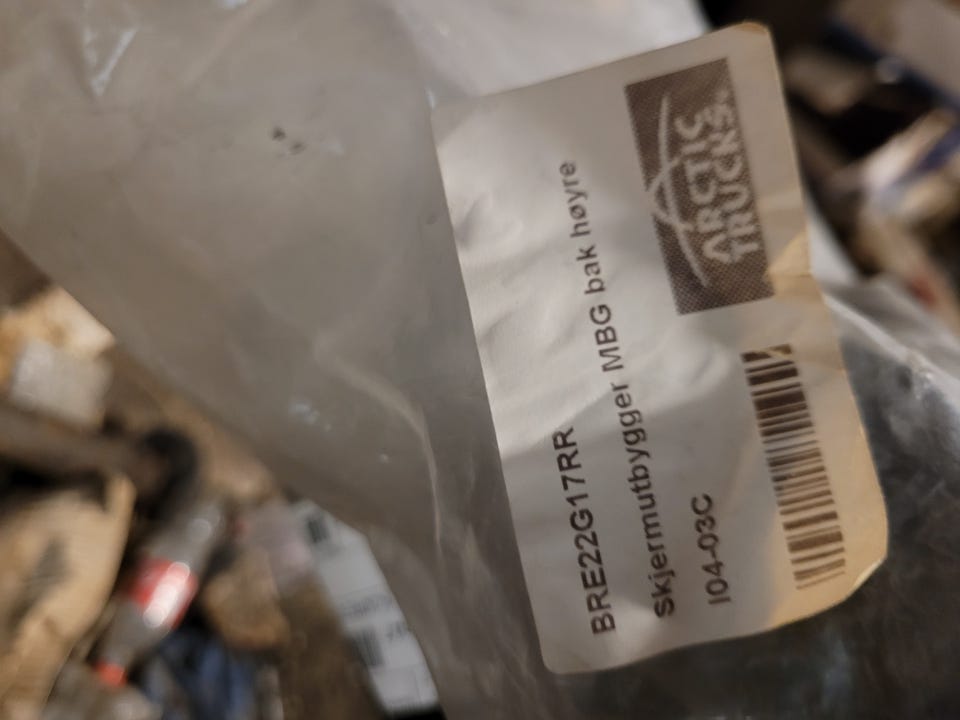 ARCTIC
TRUCKS®
BRE22G17RR
Skjermutbygger MBG bak høyre
I04-03C